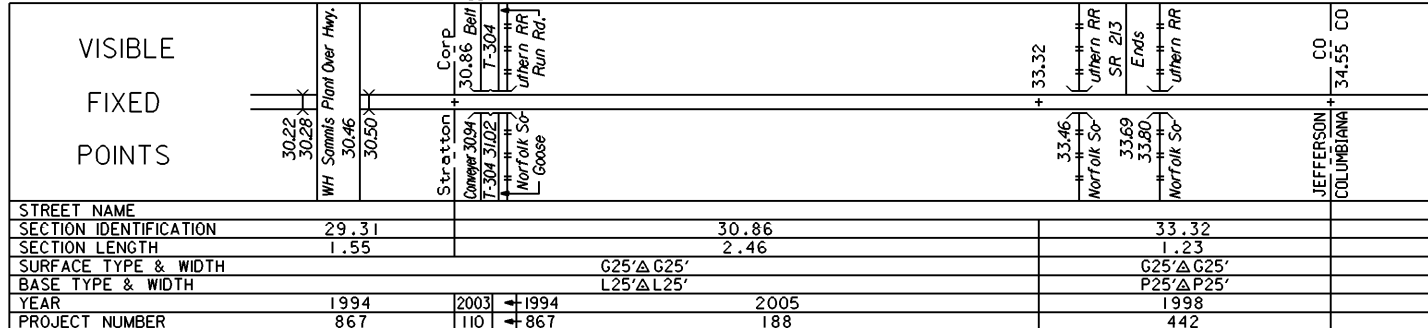 VISIBLE
FIXED
POINTS
30.22
30.28
WH Sammis Plant Over Hwy.
30.46
30.50
Stratton Corp
30.86
Conveyer 30.94 Belt
T-304 31.02 T-304
Norfolk So- uthern RR
Goose Run Rd.
33.32
33.46
Norfolk So- uthern RR
33.69
SR 213
Ends
33.80
Norfolk So- uthern RR
JEFFERSON CO
COLUMBIANA CO
34.55
STREET NAME
SECTION IDENTIFICATION 29.31 30.86 33.32
SECTION LENGTH 1.55 2.46 1.23
SURFACE TYPE & WIDTH G25'△G25' G25'△G25'
BASE TYPE & WIDTH L25'△L25' P25'△P25'
YEAR 1994 2003 ←1994 2005 1998
PROJECT NUMBER 867 110 ←867 188 442